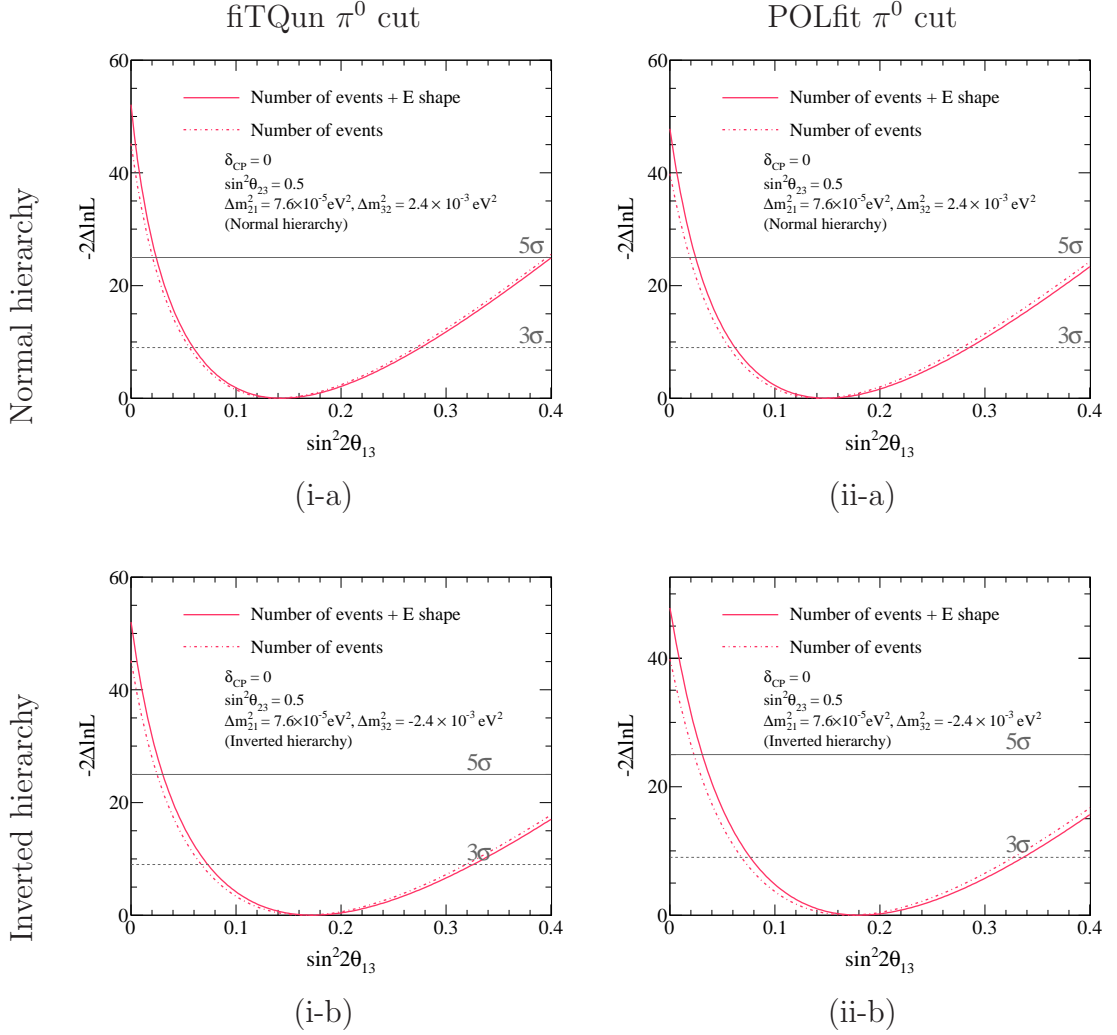 fiTQun π⁰ cut
POLfit π⁰ cut
Normal hierarchy
-2ΔlnL
60
40
20
0
Number of events + E shape
Number of events
δCP = 0
sin²θ23 = 0.5
Δm²21 = 7.6×10⁻⁵eV², Δm²32 = 2.4 × 10⁻³ eV²
(Normal hierarchy)
5σ
3σ
0 0.1 0.2 0.3 0.4
sin²2θ13
(i-a)
-2ΔlnL
60
40
20
0
Number of events + E shape
Number of events
δCP = 0
sin²θ23 = 0.5
Δm²21 = 7.6×10⁻⁵eV², Δm²32 = 2.4 × 10⁻³ eV²
(Normal hierarchy)
5σ
3σ
0 0.1 0.2 0.3 0.4
sin²2θ13
(ii-a)
Inverted hierarchy
-2ΔlnL
60
40
20
0
Number of events + E shape
Number of events
δCP = 0
sin²θ23 = 0.5
Δm²21 = 7.6×10⁻⁵eV², Δm²32 = -2.4 × 10⁻³ eV²
(Inverted hierarchy)
5σ
3σ
0 0.1 0.2 0.3 0.4
sin²2θ13
(i-b)
-2ΔlnL
40
20
0
Number of events + E shape
Number of events
δCP = 0
sin²θ23 = 0.5
Δm²21 = 7.6×10⁻⁵eV², Δm²32 = -2.4 × 10⁻³ eV²
(Inverted hierarchy)
5σ
3σ
0 0.1 0.2 0.3 0.4
sin²2θ13
(ii-b)